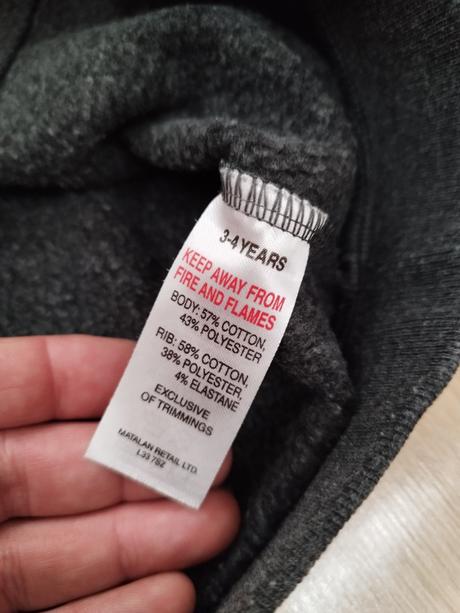 3-4 YEARS
KEEP AWAY FROM
FIRE AND FLAMES
BODY: 57% COTTON,
43% POLYESTER
RIB: 58% COTTON,
38% POLYESTER,
4% ELASTANE
EXCLUSIVE
OF TRIMMINGS
MATALAN RETAIL LTD.
L33 7SZ